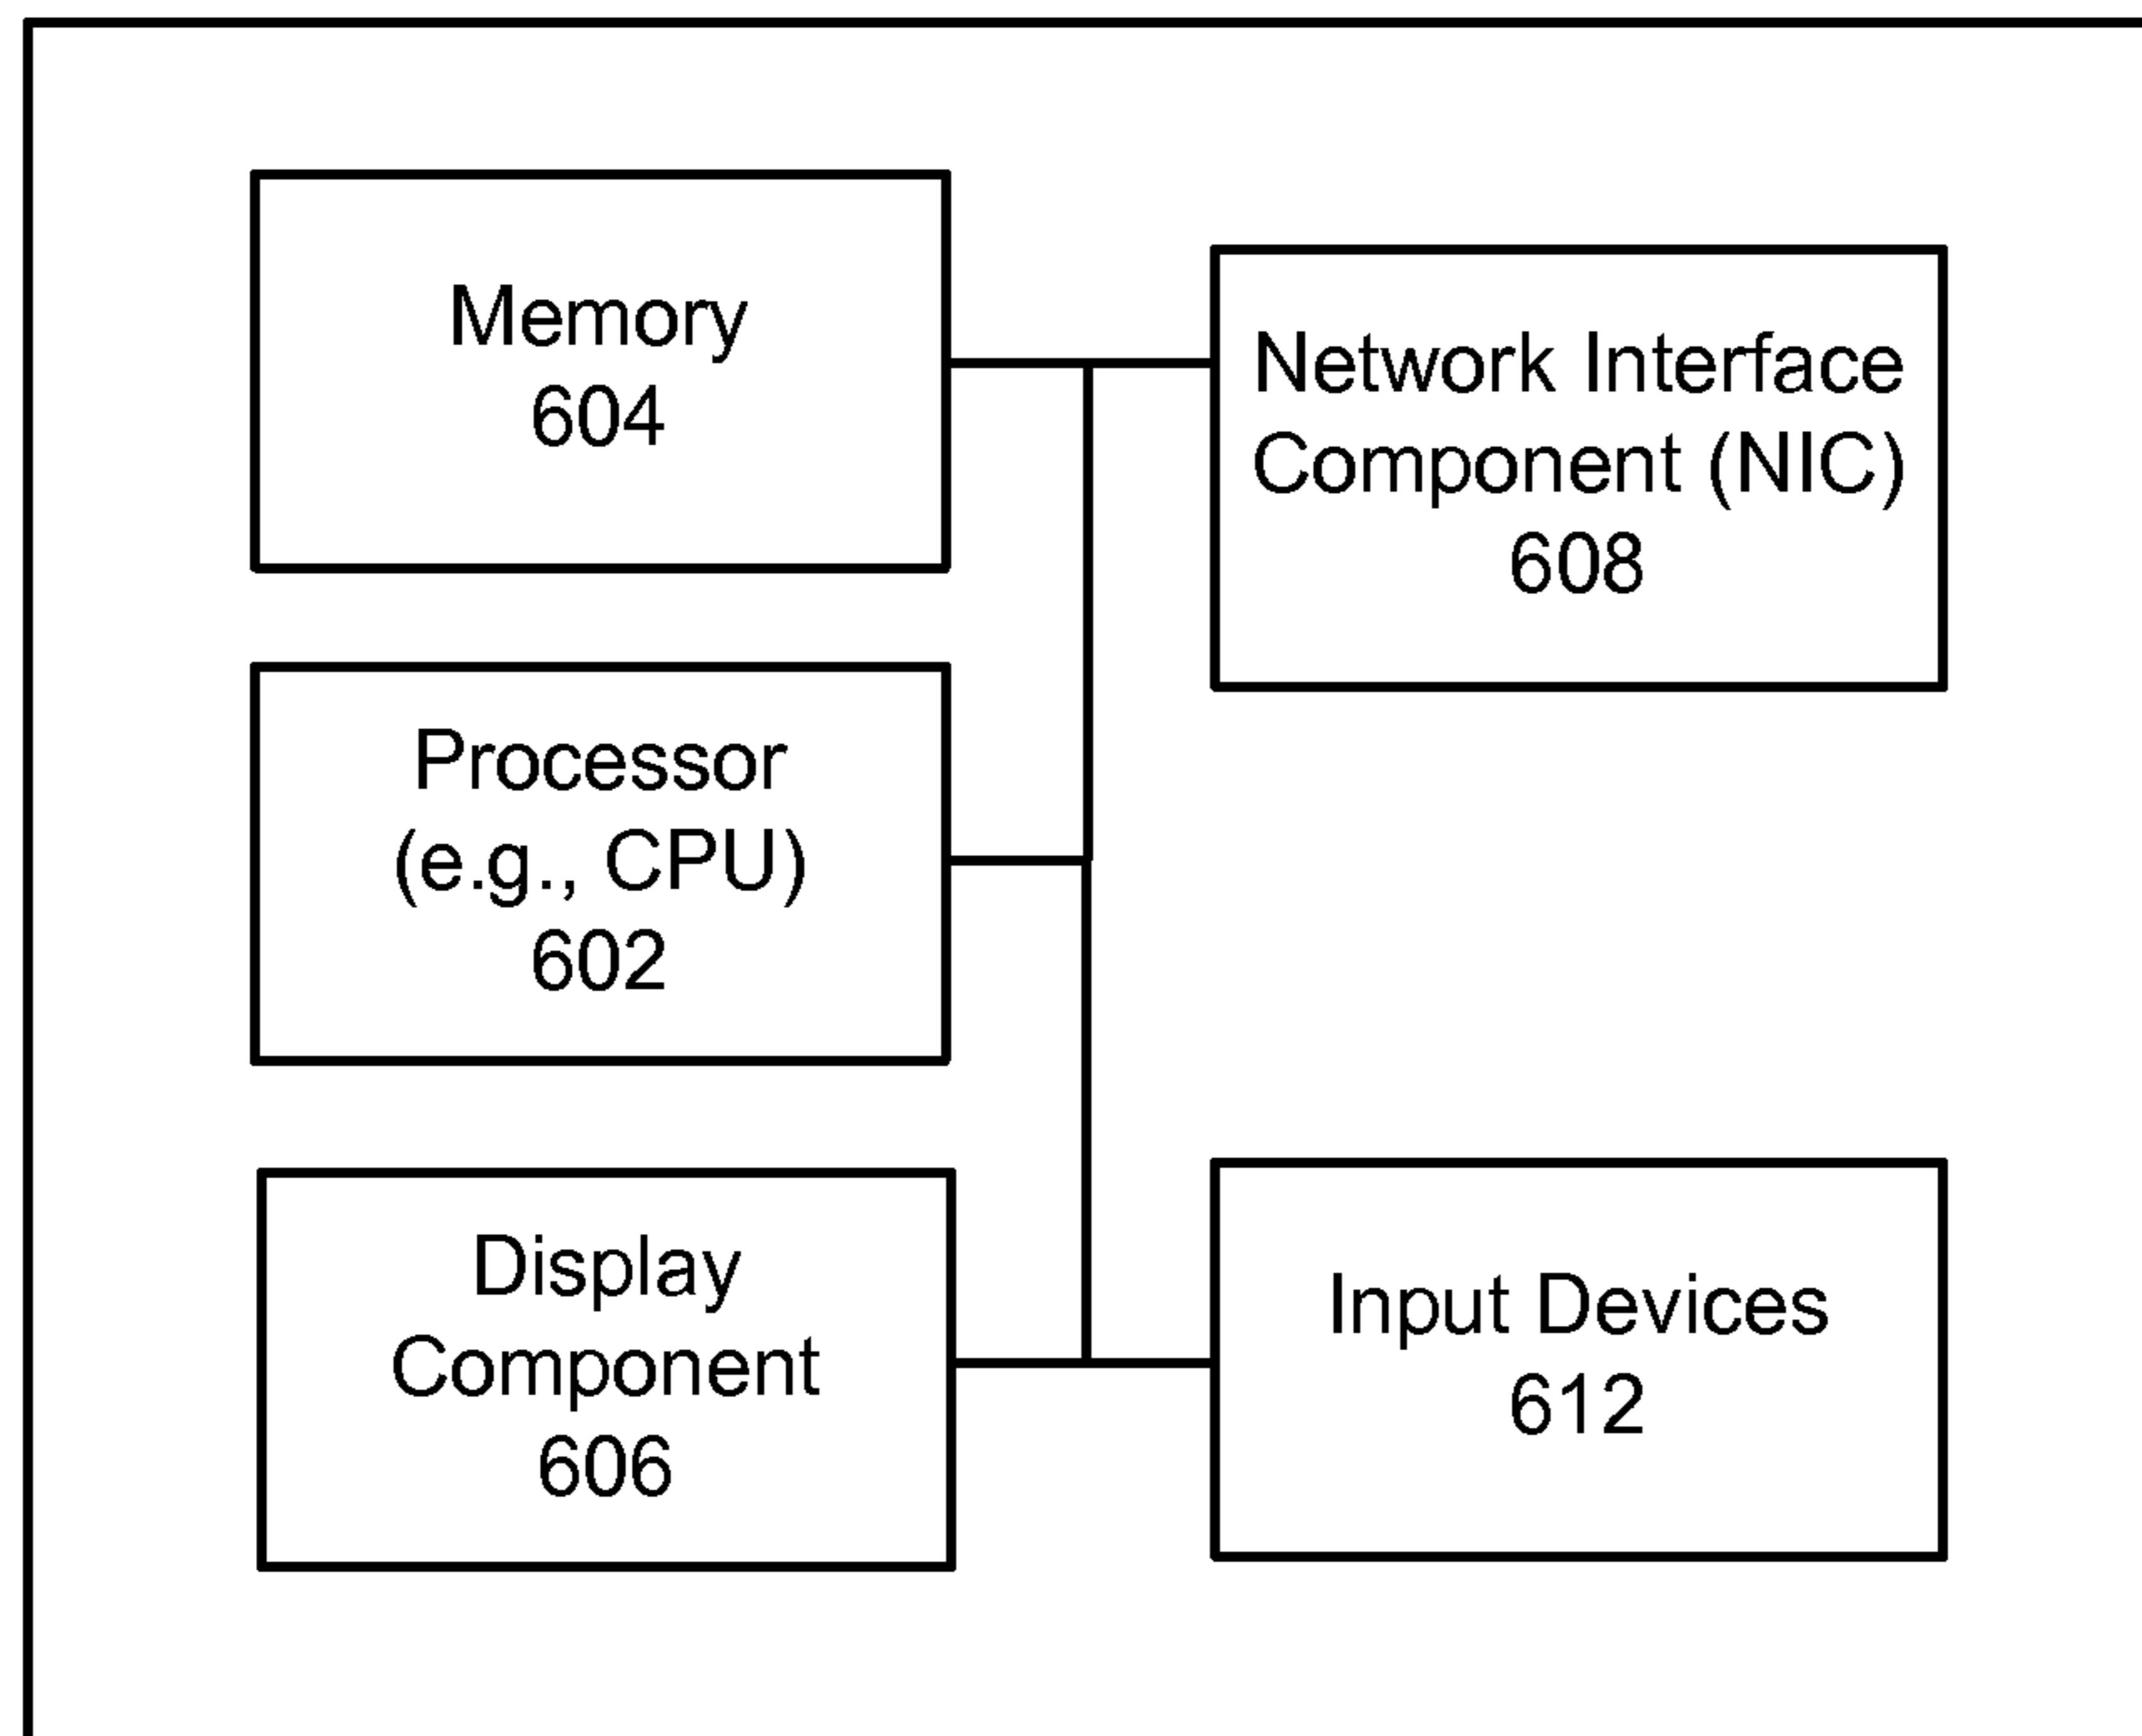 Memory
604
Network Interface
Component (NIC)
608
Processor
(e.g., CPU)
602
Display
Component
606
Input Devices
612